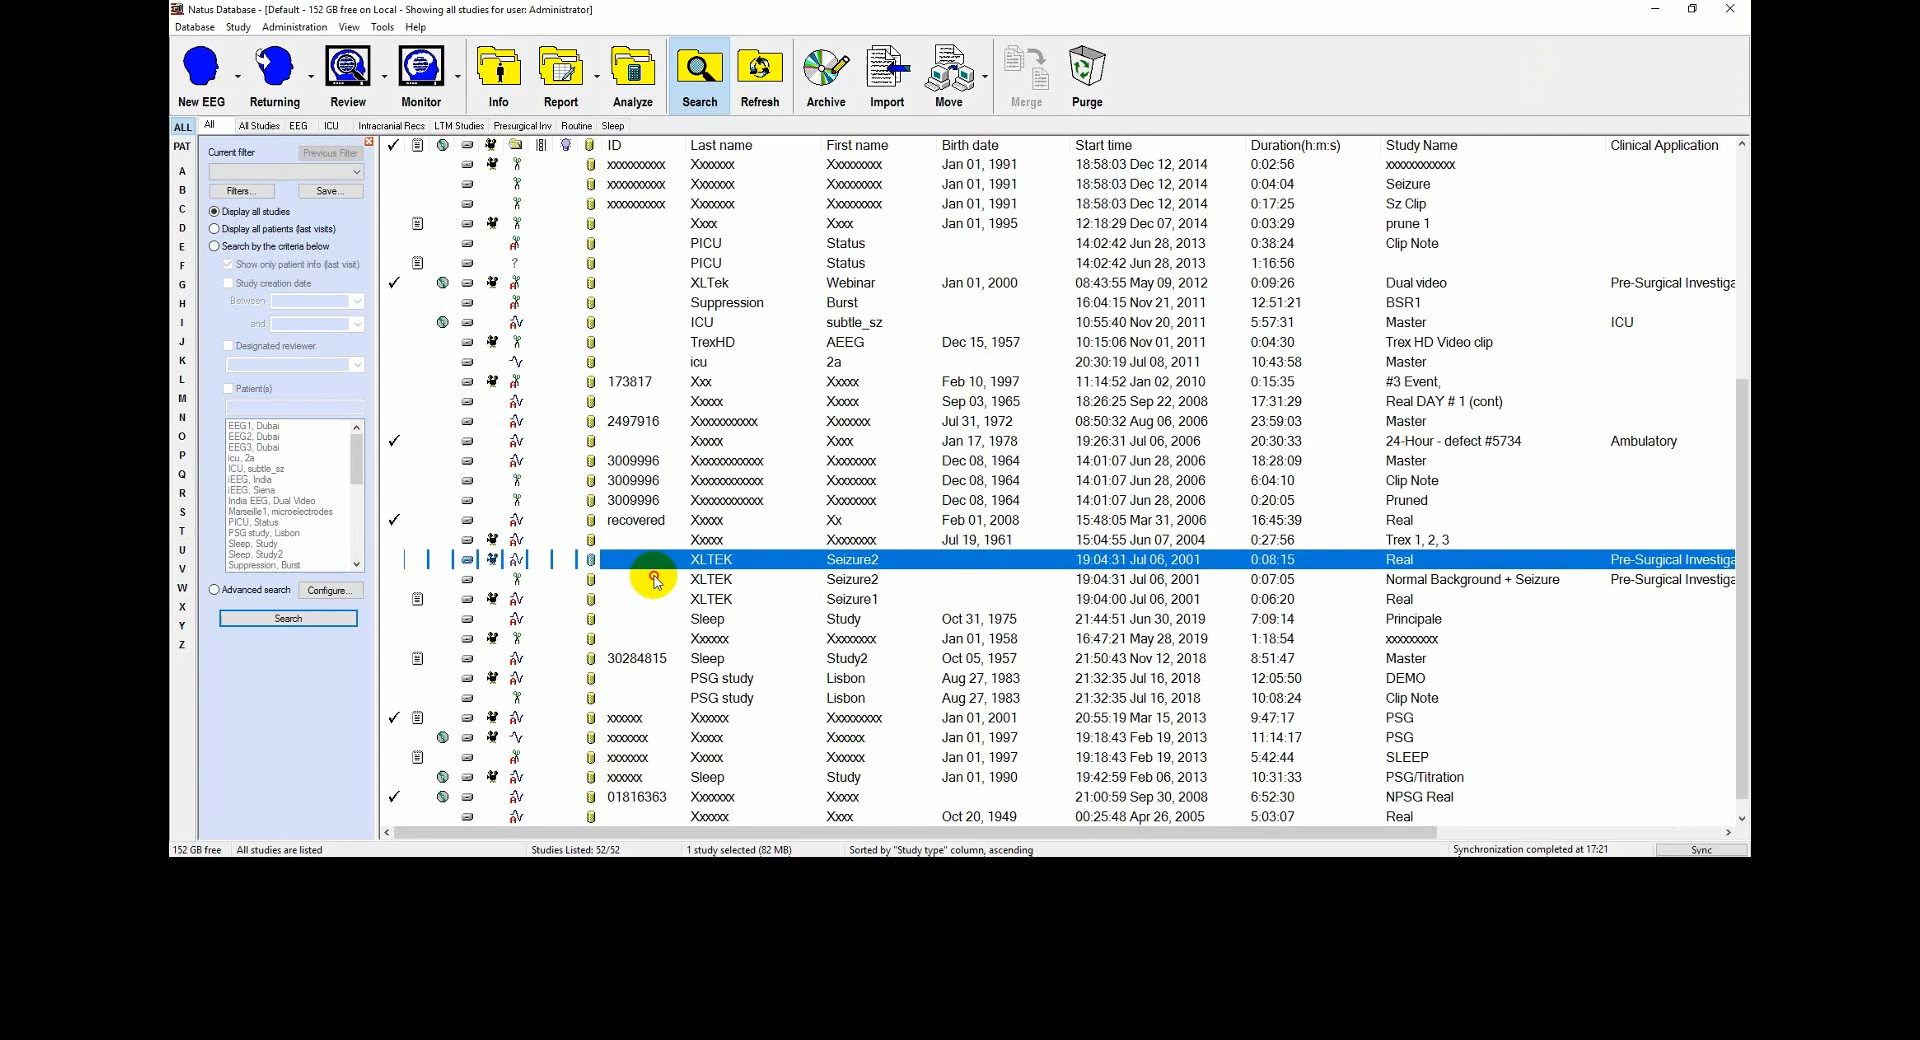 Natus Database - [Default - 152 GB free on Local - Showing all studies for user: Administrator]
Database Study Administration View Tools Help
New EEG Returning Review Monitor Info Report Analyze Search Refresh Archive Import Move Merge Purge
ALL All All Studies EEG ICU Intracranial Recs LTM Studies Presurgical Inv Routine Sleep
PAT
A
B
C
D
E
F
G
H
I
J
K
L
M
N
O
P
Q
R
S
T
U
V
W
X
Y
Z
Current filter Previous Filter
Filters... Save...
Display all studies
Display all patients (last visits)
Search by the criteria below
Show only patient info (last visit)
Study creation date
Between
and
Designated reviewer
Patient(s)
EEG1, Dubai
EEG2, Dubai
EEG3, Dubai
icu, 2a
ICU, subtle_sz
iEEG, India
iEEG, Siena
India EEG, Dual Video
Marseille1, microelectrodes
PICU, Status
PSG study, Lisbon
Sleep, Study
Sleep, Study2
Suppression, Burst
Advanced search Configure...
Search
ID Last name First name Birth date Start time Duration(h:m:s) Study Name Clinical Application
xxxxxxxxxx Xxxxxxx Xxxxxxxxx Jan 01, 1991 18:58:03 Dec 12, 2014 0:02:56 xxxxxxxxxxxx
xxxxxxxxxx Xxxxxxx Xxxxxxxxx Jan 01, 1991 18:58:03 Dec 12, 2014 0:04:04 Seizure
xxxxxxxxxx Xxxxxxx Xxxxxxxxx Jan 01, 1991 18:58:03 Dec 12, 2014 0:17:25 Sz Clip
Xxxx Xxxx Jan 01, 1995 12:18:29 Dec 07, 2014 0:03:29 prune 1
PICU Status 14:02:42 Jun 28, 2013 0:38:24 Clip Note
? PICU Status 14:02:42 Jun 28, 2013 1:16:56
XLTek Webinar Jan 01, 2000 08:43:55 May 09, 2012 0:09:26 Dual video Pre-Surgical Investiga
Suppression Burst 16:04:15 Nov 21, 2011 12:51:21 BSR1
ICU subtle_sz 10:55:40 Nov 20, 2011 5:57:31 Master ICU
TrexHD AEEG Dec 15, 1957 10:15:06 Nov 01, 2011 0:04:30 Trex HD Video clip
icu 2a 20:30:19 Jul 08, 2011 10:43:58 Master
173817 Xxx Xxxxx Feb 10, 1997 11:14:52 Jan 02, 2010 0:15:35 #3 Event,
Xxxxx Xxxxx Sep 03, 1965 18:26:25 Sep 22, 2008 17:31:29 Real DAY # 1 (cont)
2497916 Xxxxxxxxxxx Xxxxxxx Jul 31, 1972 08:50:32 Aug 06, 2006 23:59:03 Master
Xxxxx Xxxx Jan 17, 1978 19:26:31 Jul 06, 2006 20:30:33 24-Hour - defect #5734 Ambulatory
3009996 Xxxxxxxxxxxx Xxxxxxxx Dec 08, 1964 14:01:07 Jun 28, 2006 18:28:09 Master
3009996 Xxxxxxxxxxxx Xxxxxxxx Dec 08, 1964 14:01:07 Jun 28, 2006 6:04:10 Clip Note
3009996 Xxxxxxxxxxxx Xxxxxxxx Dec 08, 1964 14:01:07 Jun 28, 2006 0:20:05 Pruned
recovered Xxxxx Xx Feb 01, 2008 15:48:05 Mar 31, 2006 16:45:39 Real
Xxxxx Xxxxxxxx Jul 19, 1961 15:04:55 Jun 07, 2004 0:27:56 Trex 1, 2, 3
XLTEK Seizure2 19:04:31 Jul 06, 2001 0:08:15 Real Pre-Surgical Investiga
XLTEK Seizure2 19:04:31 Jul 06, 2001 0:07:05 Normal Background + Seizure Pre-Surgical Investiga
XLTEK Seizure1 19:04:00 Jul 06, 2001 0:06:20 Real
Sleep Study Oct 31, 1975 21:44:51 Jun 30, 2019 7:09:14 Principale
Xxxxxx Xxxxxxxx Jan 01, 1958 16:47:21 May 28, 2019 1:18:54 xxxxxxxxx
30284815 Sleep Study2 Oct 05, 1957 21:50:43 Nov 12, 2018 8:51:47 Master
PSG study Lisbon Aug 27, 1983 21:32:35 Jul 16, 2018 12:05:50 DEMO
PSG study Lisbon Aug 27, 1983 21:32:35 Jul 16, 2018 10:08:24 Clip Note
xxxxxx Xxxxxx Xxxxxxxxx Jan 01, 2001 20:55:19 Mar 15, 2013 9:47:17 PSG
xxxxxxx Xxxxx Xxxxxx Jan 01, 1997 19:18:43 Feb 19, 2013 11:14:17 PSG
xxxxxxx Xxxxx Xxxxxx Jan 01, 1997 19:18:43 Feb 19, 2013 5:42:44 SLEEP
xxxxxx Sleep Study Jan 01, 1990 19:42:59 Feb 06, 2013 10:31:33 PSG/Titration
01816363 Xxxxxxx Xxxxx 21:00:59 Sep 30, 2008 6:52:30 NPSG Real
Xxxxxx Xxxx Oct 20, 1949 00:25:48 Apr 26, 2005 5:03:07 Real
152 GB free All studies are listed Studies Listed: 52/52 1 study selected (82 MB) Sorted by "Study type" column, ascending Synchronization completed at 17:21 Sync